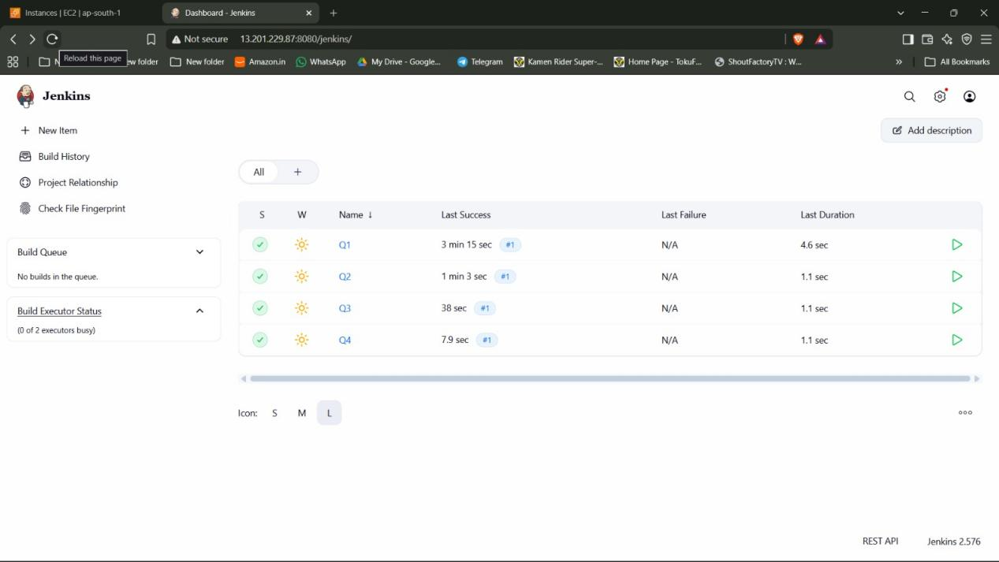 Instances | EC2 | ap-south-1
Dashboard - Jenkins
Not secure 13.201.229.87:8080/jenkins/
Reload this page
N
ew folder
New folder
Amazon.in
WhatsApp
My Drive - Google...
Telegram
Kamen Rider Super-...
Home Page - TokuF...
ShoutFactoryTV : W...
»
All Bookmarks
Jenkins
New Item
Build History
Project Relationship
Check File Fingerprint
Build Queue
No builds in the queue.
Build Executor Status
(0 of 2 executors busy)
Add description
All +
S W Name ↓ Last Success Last Failure Last Duration
Q1 3 min 15 sec #1 N/A 4.6 sec
Q2 1 min 3 sec #1 N/A 1.1 sec
Q3 38 sec #1 N/A 1.1 sec
Q4 7.9 sec #1 N/A 1.1 sec
Icon: S M L
REST API Jenkins 2.576